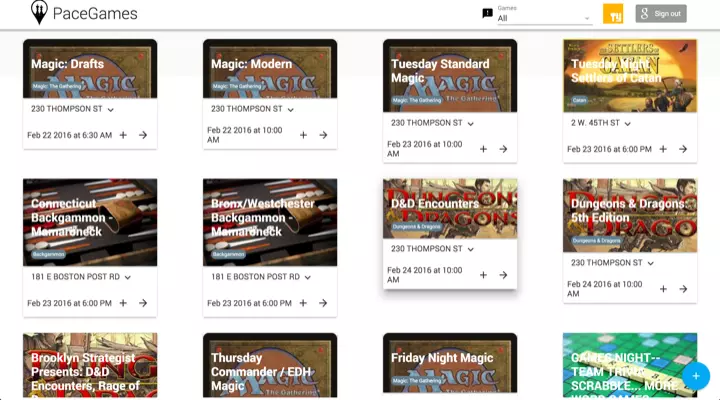 PaceGames
Games
All
Sign out
Magic: Drafts
Magic: The Gathering
230 THOMPSON ST
Feb 22 2016 at 6:30 AM
Magic: Modern
Magic: The Gathering
230 THOMPSON ST
Feb 22 2016 at 10:00
AM
Tuesday Standard
Magic
Magic: The Gathering
230 THOMPSON ST
Feb 23 2016 at 10:00
AM
Tuesday Night
Settlers of Catan
Catan
2 W. 45TH ST
Feb 23 2016 at 6:00 PM
Connecticut
Backgammon -
Mamaroneck
Backgammon
181 E BOSTON POST RD
Feb 23 2016 at 6:00 PM
Bronx/Westchester
Backgammon -
Mamaroneck
Backgammon
181 E BOSTON POST RD
Feb 23 2016 at 6:00 PM
D&D Encounters
Dungeons & Dragons
230 THOMPSON ST
Feb 24 2016 at 10:00
AM
Dungeons & Dragons
5th Edition
Dungeons & Dragons
230 THOMPSON ST
Feb 24 2016 at 10:00
AM
Brooklyn Strategist
Presents: D&D
Encounters, Rage of
Thursday
Commander / EDH
Magic
Friday Night Magic
Magic: The Gathering
GAMES NIGHT--
TEAM TRIVIA,
SCRABBLE... MORE
WORD GAMES